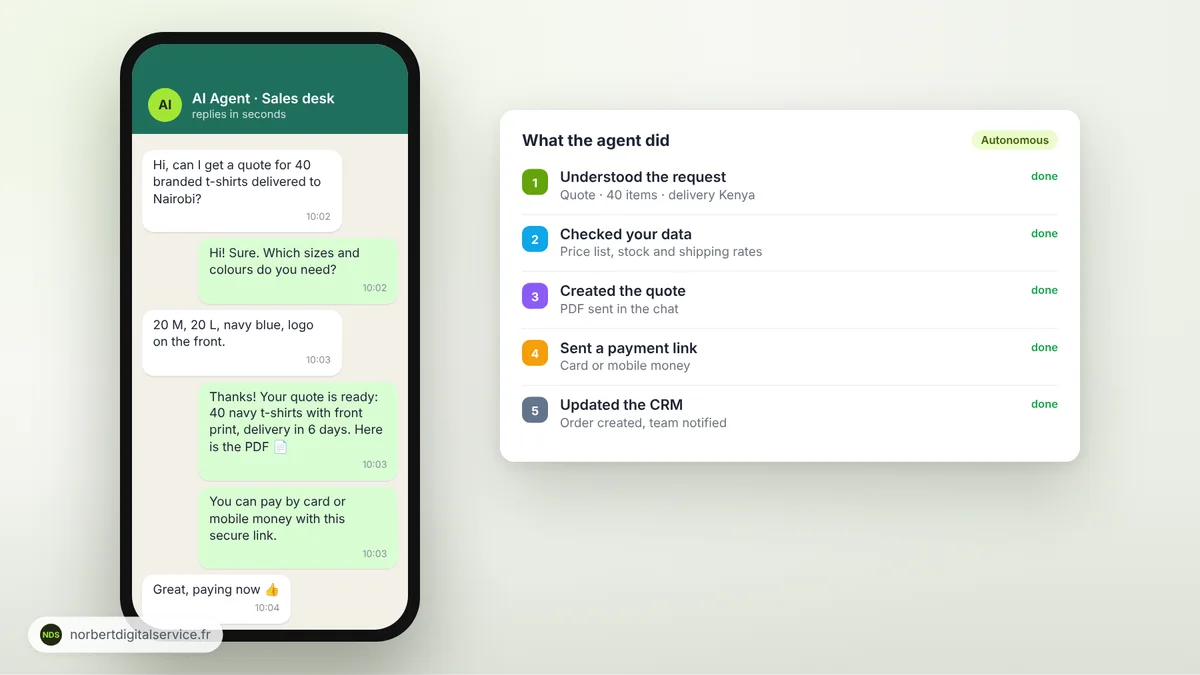 AI
AI Agent · Sales desk
replies in seconds
Hi, can I get a quote for 40
branded t-shirts delivered to
Nairobi?
10:02
Hi! Sure. Which sizes and
colours do you need?
10:02
20 M, 20 L, navy blue, logo
on the front.
10:03
Thanks! Your quote is ready:
40 navy t-shirts with front
print, delivery in 6 days. Here
is the PDF 📄
10:03
You can pay by card or
mobile money with this
secure link.
10:03
Great, paying now 👍
10:04
NDS norbertdigitalservice.fr
What the agent did
Autonomous
1 Understood the request done
Quote · 40 items · delivery Kenya
2 Checked your data done
Price list, stock and shipping rates
3 Created the quote done
PDF sent in the chat
4 Sent a payment link done
Card or mobile money
5 Updated the CRM done
Order created, team notified